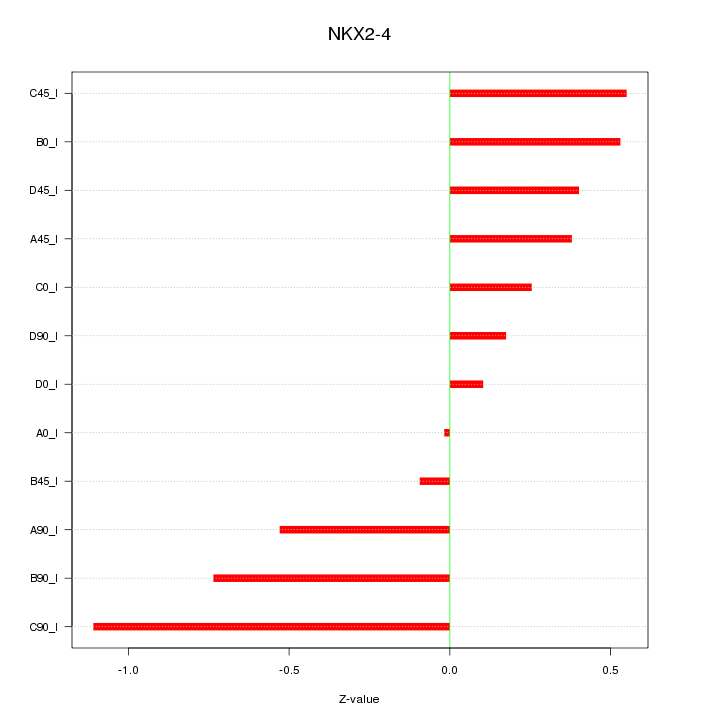 NKX2-4
C45_I
B0_I
D45_I
A45_I
C0_I
D90_I
D0_I
A0_I
B45_I
A90_I
B90_I
C90_I
-1.0 -0.5 0.0 0.5
Z-value